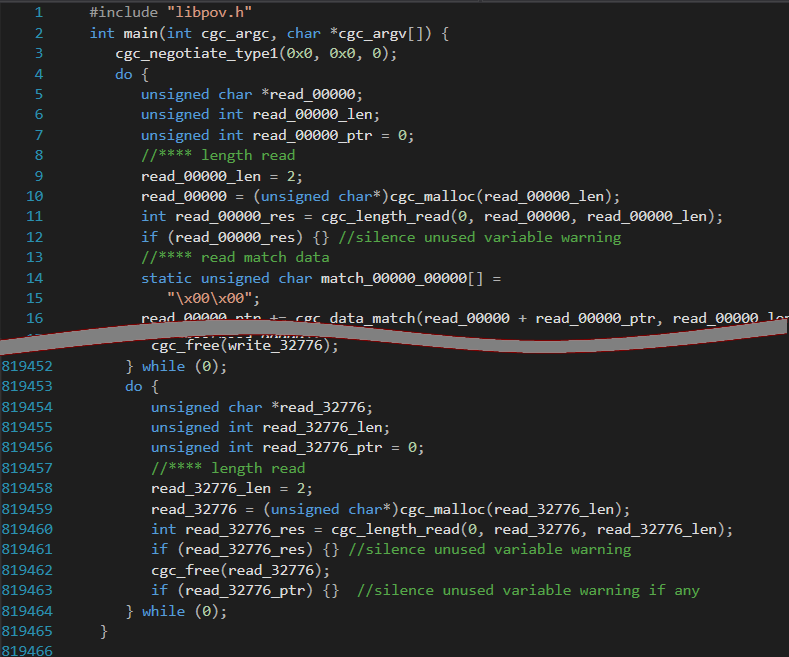 1 #include "libpov.h"
2 int main(int cgc_argc, char *cgc_argv[]) {
3 cgc_negotiate_type1(0x0, 0x0, 0);
4 do {
5 unsigned char *read_00000;
6 unsigned int read_00000_len;
7 unsigned int read_00000_ptr = 0;
8 //**** length read
9 read_00000_len = 2;
10 read_00000 = (unsigned char*)cgc_malloc(read_00000_len);
11 int read_00000_res = cgc_length_read(0, read_00000, read_00000_len);
12 if (read_00000_res) {} //silence unused variable warning
13 //**** read match data
14 static unsigned char match_00000_00000[] =
15 "\x00\x00";
16 read_00000_ptr += cgc_data_match(read_00000 + read_00000_ptr, read_00000_len
cgc_free(write_32776);
819452 } while (0);
819453 do {
819454 unsigned char *read_32776;
819455 unsigned int read_32776_len;
819456 unsigned int read_32776_ptr = 0;
819457 //**** length read
819458 read_32776_len = 2;
819459 read_32776 = (unsigned char*)cgc_malloc(read_32776_len);
819460 int read_32776_res = cgc_length_read(0, read_32776, read_32776_len);
819461 if (read_32776_res) {} //silence unused variable warning
819462 cgc_free(read_32776);
819463 if (read_32776_ptr) {} //silence unused variable warning if any
819464 } while (0);
819465 }
819466